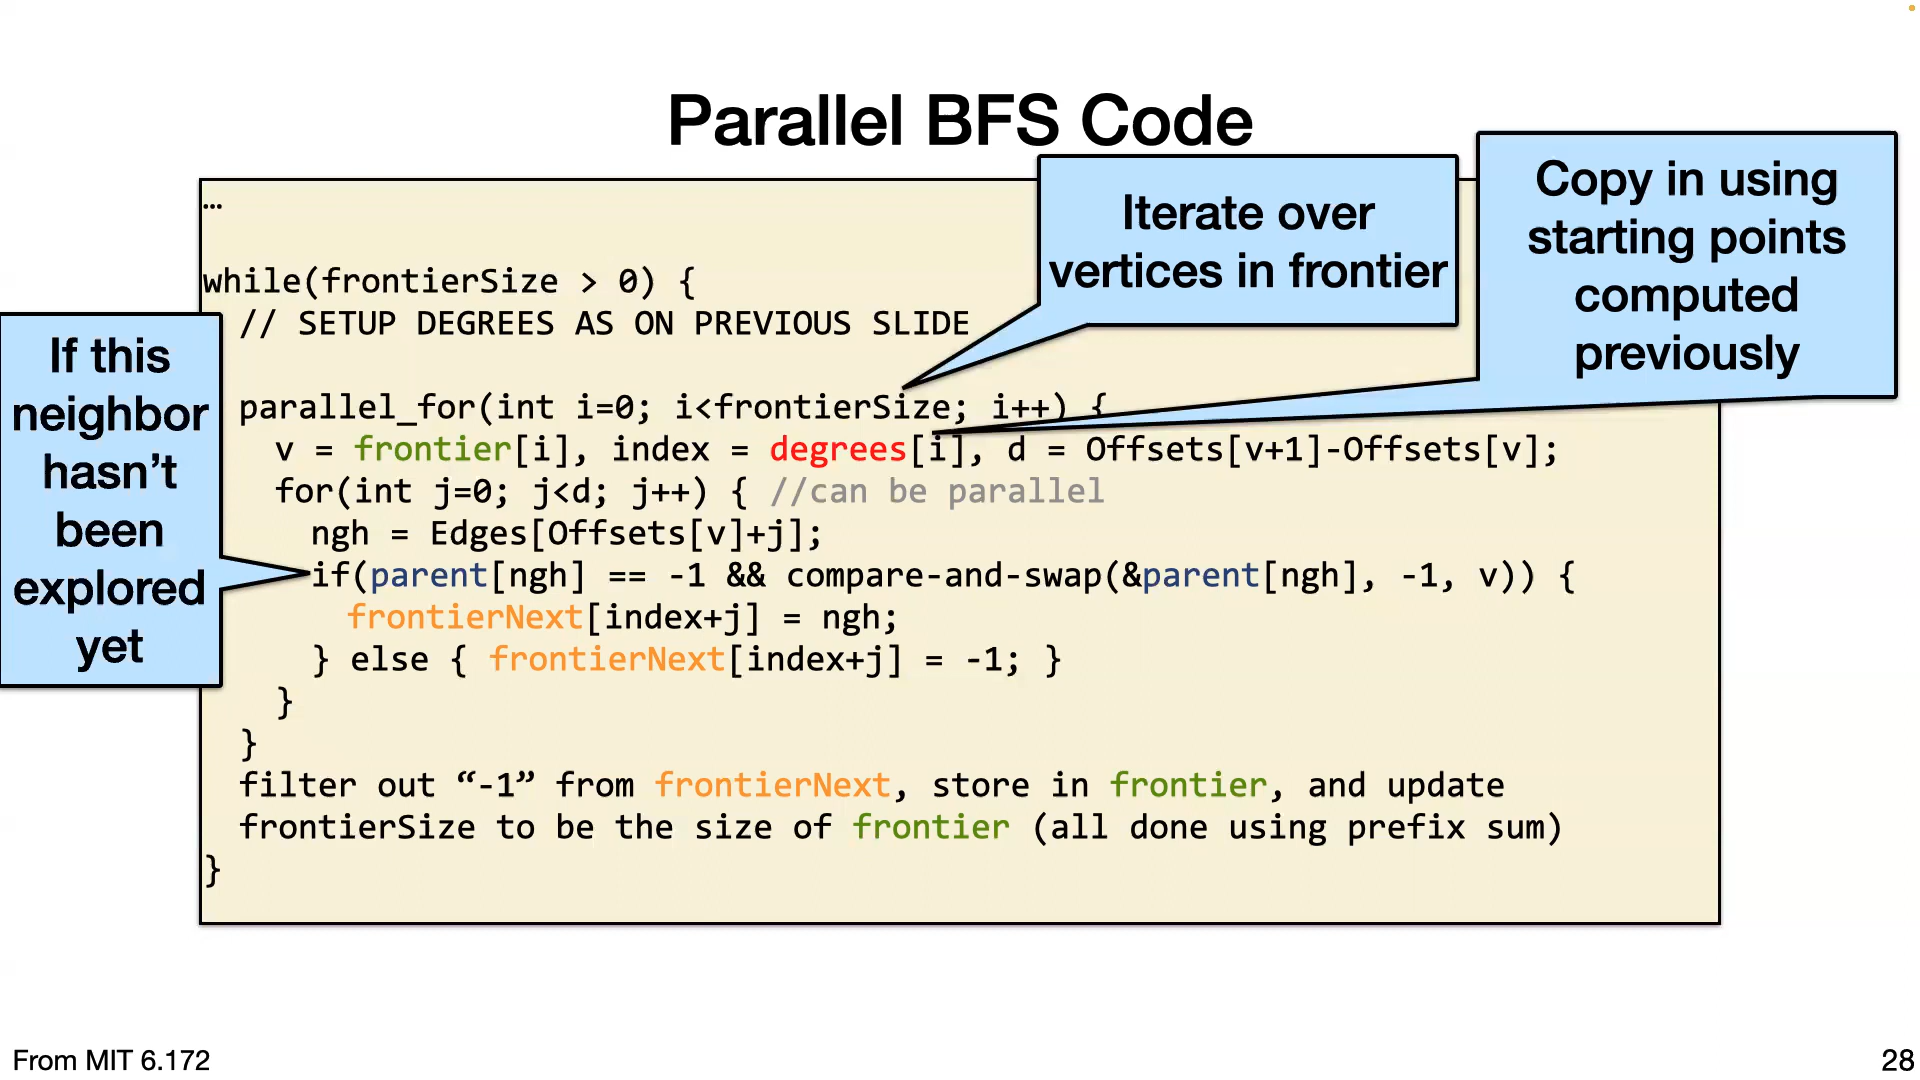 Parallel BFS Code
Iterate over
vertices in frontier
Copy in using
starting points
computed
previously
If this
neighbor
hasn’t
been
explored
yet
…
while(frontierSize > 0) {
// SETUP DEGREES AS ON PREVIOUS SLIDE
parallel_for(int i=0; i<frontierSize; i++) {
v = frontier[i], index = degrees[i], d = Offsets[v+1]-Offsets[v];
for(int j=0; j<d; j++) { //can be parallel
ngh = Edges[Offsets[v]+j];
if(parent[ngh] == -1 && compare-and-swap(&parent[ngh], -1, v)) {
frontierNext[index+j] = ngh;
} else { frontierNext[index+j] = -1; }
}
}
filter out “-1” from frontierNext, store in frontier, and update
frontierSize to be the size of frontier (all done using prefix sum)
}
From MIT 6.172
28